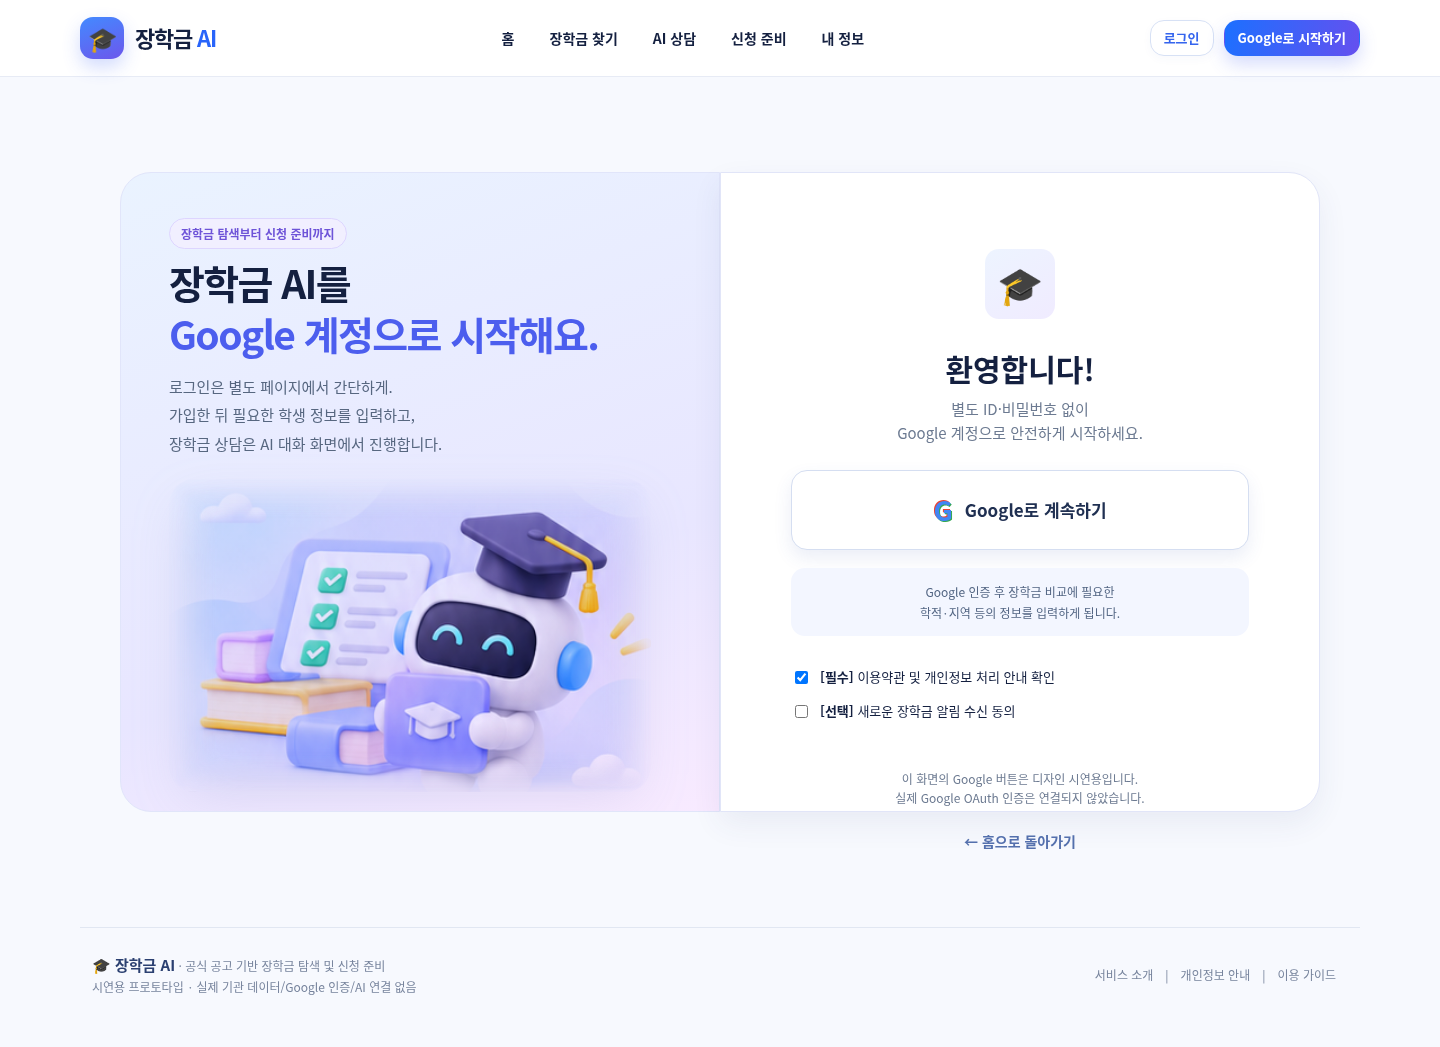 장학금 AI
홈
장학금 찾기
AI 상담
신청 준비
내 정보
로그인
Google로 시작하기
장학금 탐색부터 신청 준비까지
장학금 AI를
Google 계정으로 시작해요.
로그인은 별도 페이지에서 간단하게.
가입한 뒤 필요한 학생 정보를 입력하고,
장학금 상담은 AI 대화 화면에서 진행합니다.
환영합니다!
별도 ID·비밀번호 없이
Google 계정으로 안전하게 시작하세요.
G Google로 계속하기
Google 인증 후 장학금 비교에 필요한
학적·지역 등의 정보를 입력하게 됩니다.
[필수] 이용약관 및 개인정보 처리 안내 확인
[선택] 새로운 장학금 알림 수신 동의
이 화면의 Google 버튼은 디자인 시연용입니다.
실제 Google OAuth 인증은 연결되지 않았습니다.
← 홈으로 돌아가기
장학금 AI · 공식 공고 기반 장학금 탐색 및 신청 준비
시연용 프로토타입 · 실제 기관 데이터/Google 인증/AI 연결 없음
서비스 소개 | 개인정보 안내 | 이용 가이드